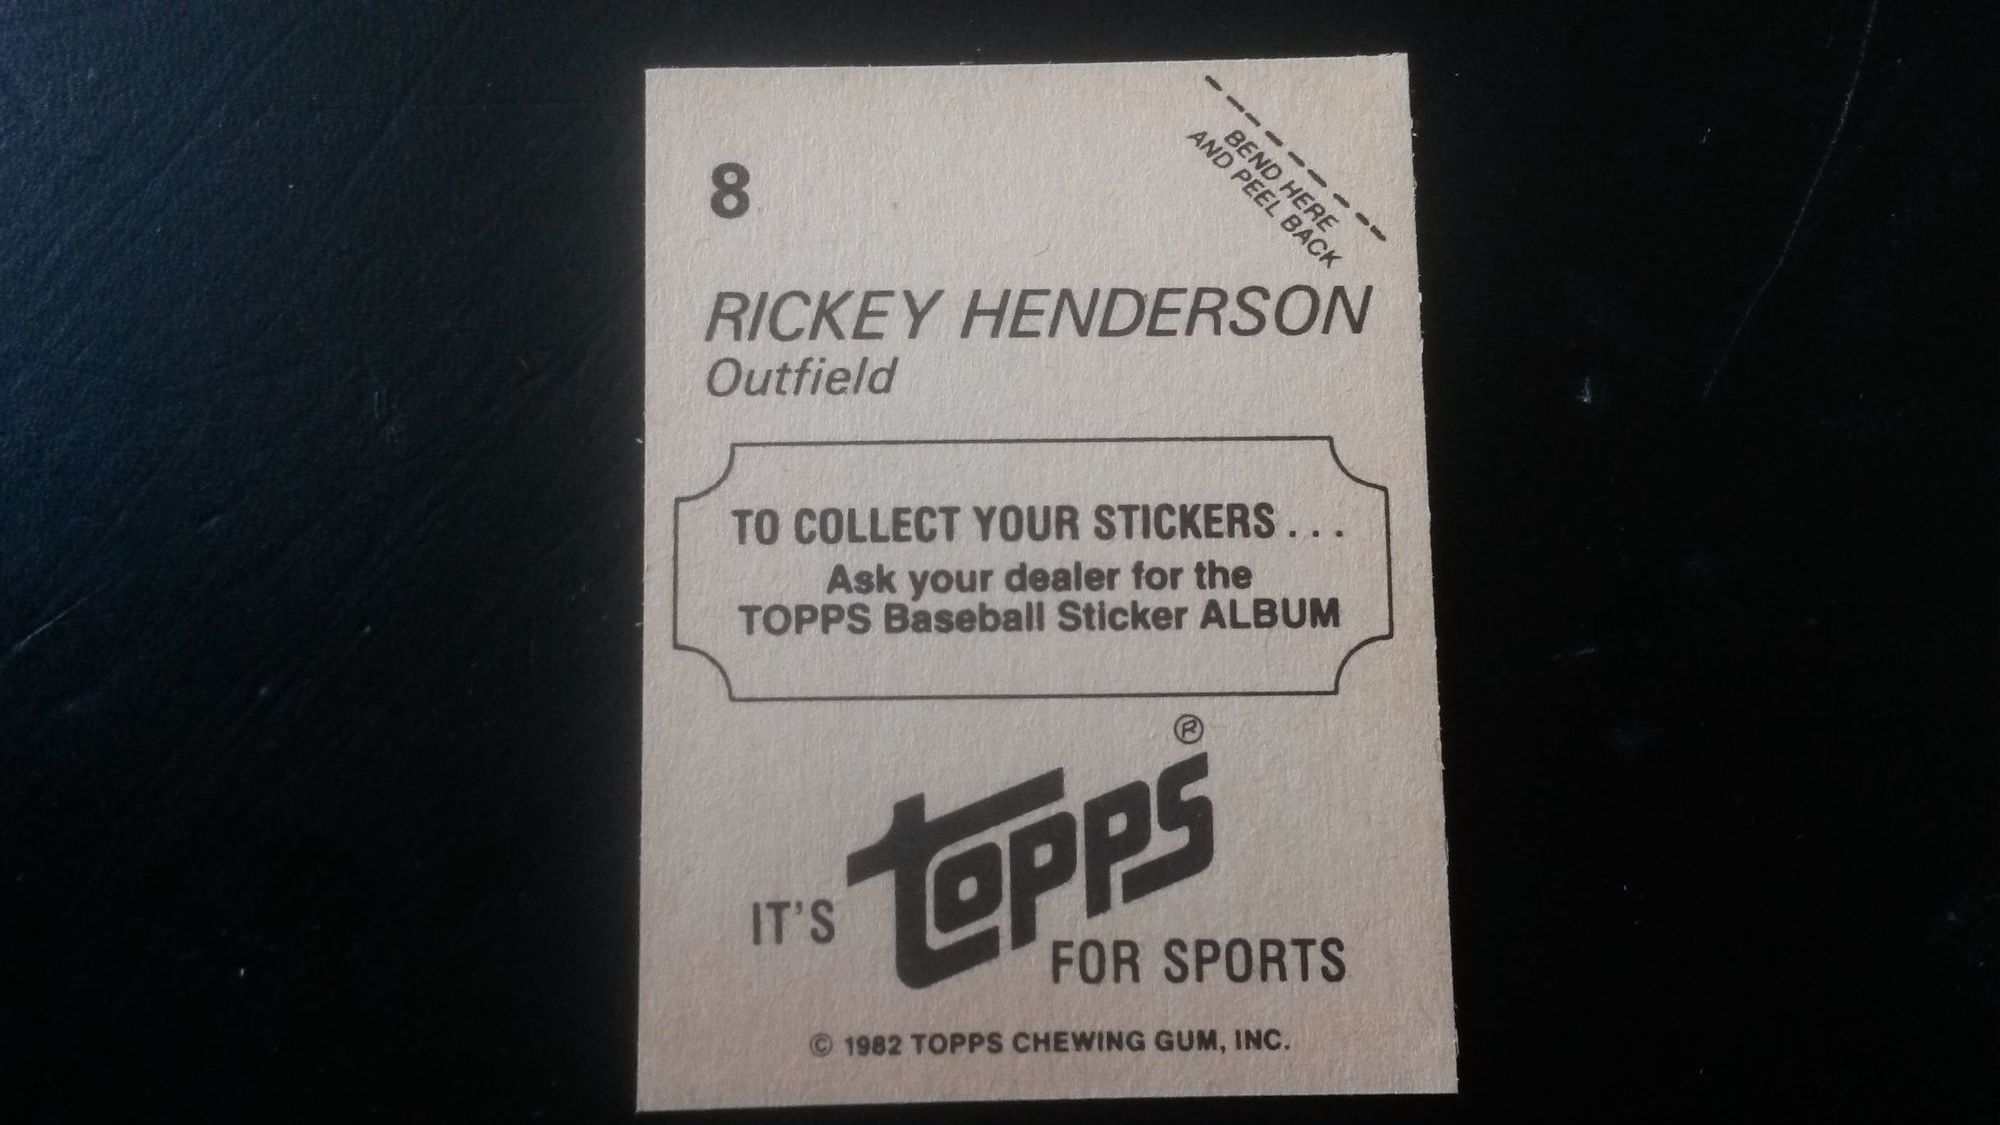 8
BEND HERE
AND PEEL BACK
RICKEY HENDERSON
Outfield
TO COLLECT YOUR STICKERS...
Ask your dealer for the
TOPPS Baseball Sticker ALBUM
IT'S TOPPS® FOR SPORTS
© 1982 TOPPS CHEWING GUM, INC.